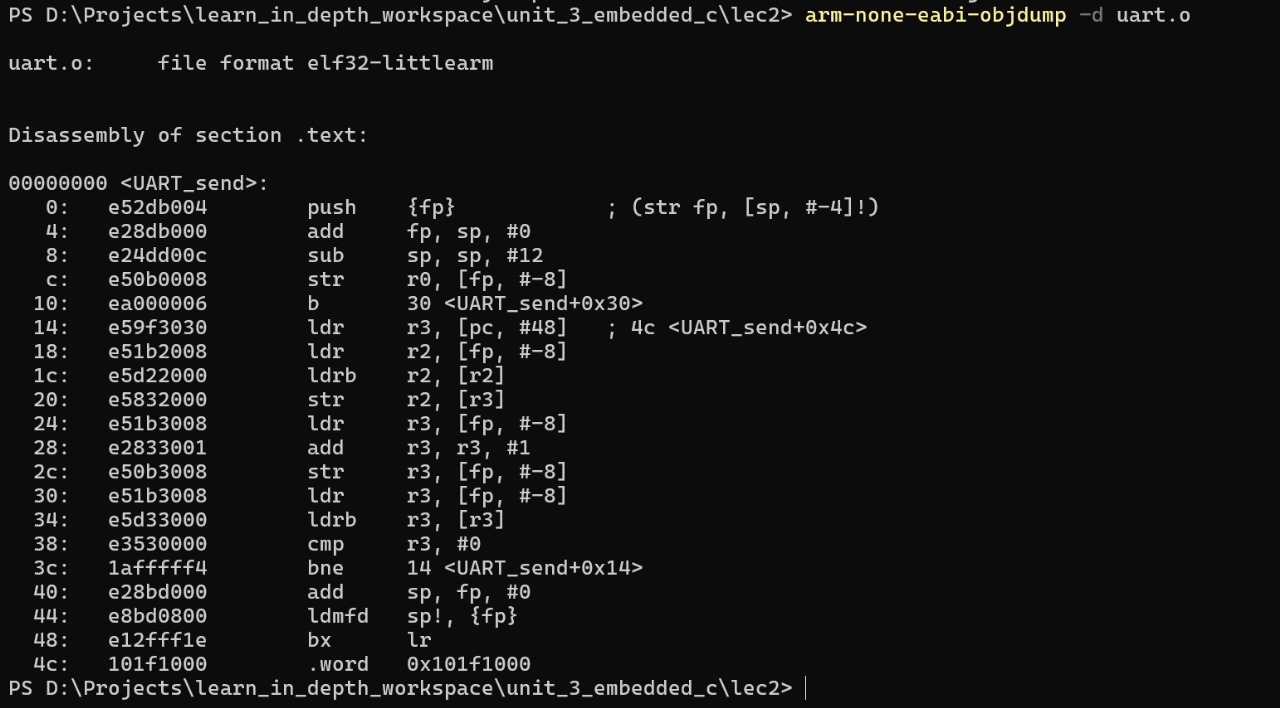 PS D:\Projects\learn_in_depth_workspace\unit_3_embedded_c\lec2> arm-none-eabi-objdump -d uart.o
uart.o:     file format elf32-littlearm
Disassembly of section .text:
00000000 <UART_send>:
   0:   e52db004        push    {fp}            ; (str fp, [sp, #-4]!)
   4:   e28db000        add     fp, sp, #0
   8:   e24dd00c        sub     sp, sp, #12
   c:   e50b0008        str     r0, [fp, #-8]
  10:   ea000006        b       30 <UART_send+0x30>
  14:   e59f3030        ldr     r3, [pc, #48]   ; 4c <UART_send+0x4c>
  18:   e51b2008        ldr     r2, [fp, #-8]
  1c:   e5d22000        ldrb    r2, [r2]
  20:   e5832000        str     r2, [r3]
  24:   e51b3008        ldr     r3, [fp, #-8]
  28:   e2833001        add     r3, r3, #1
  2c:   e50b3008        str     r3, [fp, #-8]
  30:   e51b3008        ldr     r3, [fp, #-8]
  34:   e5d33000        ldrb    r3, [r3]
  38:   e3530000        cmp     r3, #0
  3c:   1afffff4        bne     14 <UART_send+0x14>
  40:   e28bd000        add     sp, fp, #0
  44:   e8bd0800        ldmfd   sp!, {fp}
  48:   e12fff1e        bx      lr
  4c:   101f1000        .word   0x101f1000
PS D:\Projects\learn_in_depth_workspace\unit_3_embedded_c\lec2>